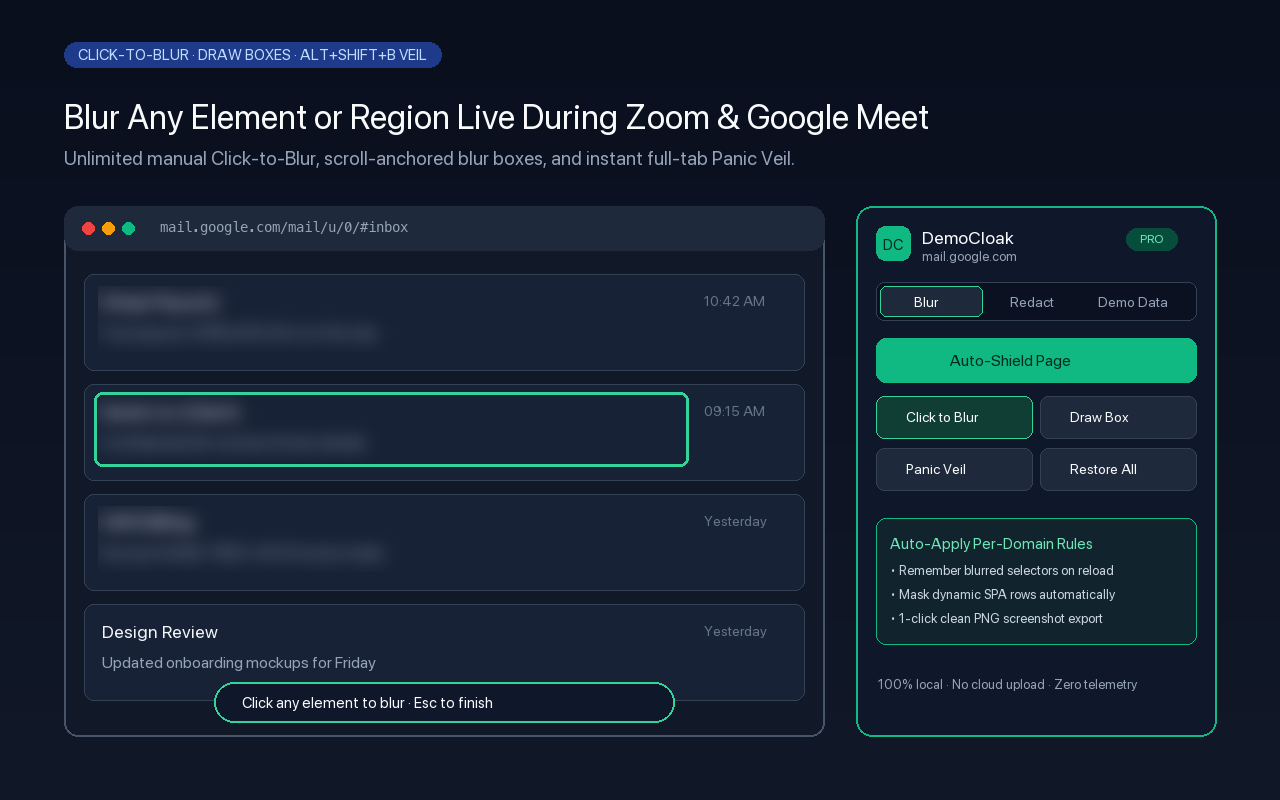 CLICK-TO-BLUR · DRAW BOXES · ALT+SHIFT+B VEIL
Blur Any Element or Region Live During Zoom & Google Meet
Unlimited manual Click-to-Blur, scroll-anchored blur boxes, and instant full-tab Panic Veil.
mail.google.com/mail/u/0/#inbox
10:42 AM
09:15 AM
Yesterday
Design Review
Yesterday
Updated onboarding mockups for Friday
Click any element to blur · Esc to finish
DC
DemoCloak
PRO
mail.google.com
Blur
Redact
Demo Data
Auto-Shield Page
Click to Blur
Draw Box
Panic Veil
Restore All
Auto-Apply Per-Domain Rules
• Remember blurred selectors on reload
• Mask dynamic SPA rows automatically
• 1-click clean PNG screenshot export
100% local · No cloud upload · Zero telemetry